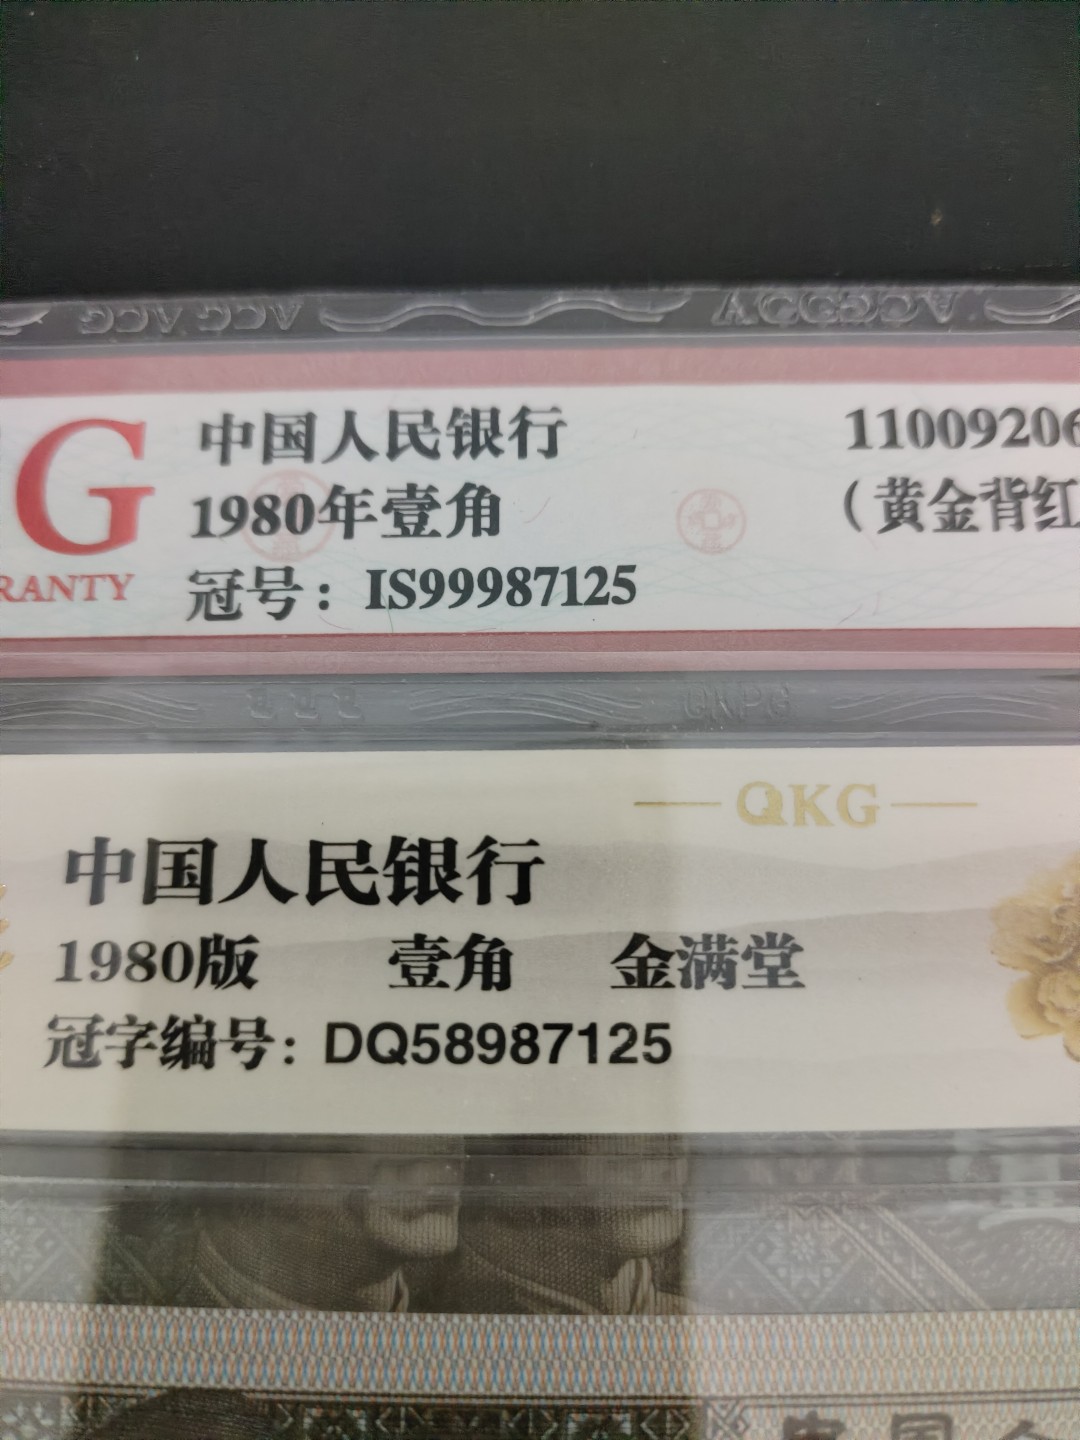 ACG ACG
G
RANTY
中国人民银行
1980年壹角
冠号：IS99987125
11009206
（黄金背红
QKPG
QKG
中国人民银行
1980版 壹角 金满堂
冠字编号：DQ58987125